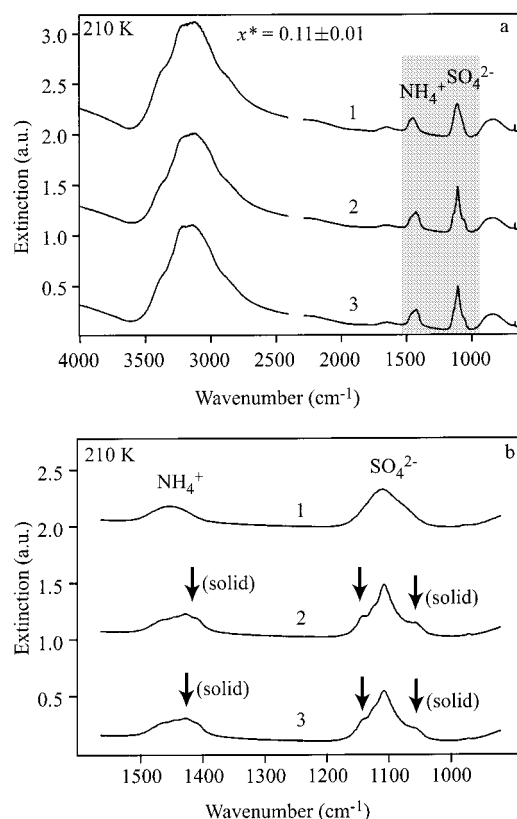 210 K
x* = 0.11±0.01
a
NH₄⁺
SO₄²⁻
1
2
3
Extinction (a.u.)
3.0
2.5
2.0
1.5
1.0
0.5
4000 3500 3000 2500 2000 1500 1000
Wavenumber (cm⁻¹)
210 K
b
NH₄⁺
SO₄²⁻
1
(solid)
2
(solid)
(solid)
3
(solid)
Extinction (a.u.)
2.5
2.0
1.5
1.0
0.5
1500 1400 1300 1200 1100 1000
Wavenumber (cm⁻¹)